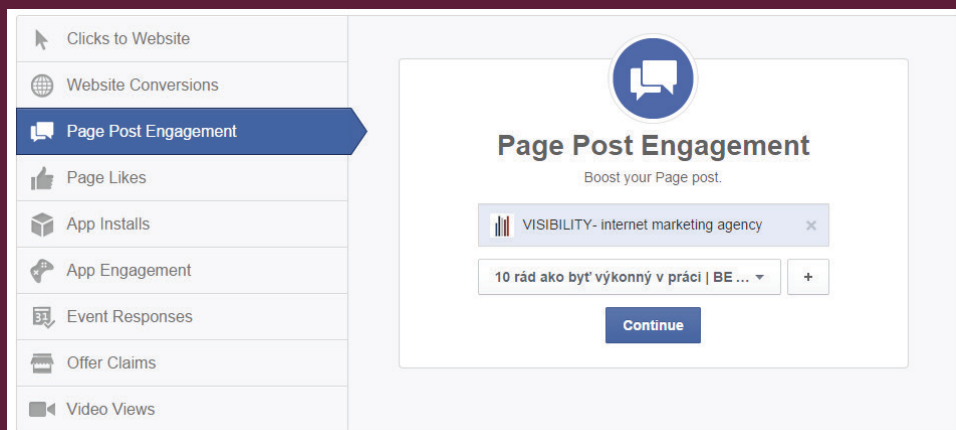 Clicks to Website
Website Conversions
Page Post Engagement
Page Likes
App Installs
App Engagement
31
Event Responses
Offer Claims
Video Views
Page Post Engagement
Boost your Page post.
VISIBILITY- internet marketing agency ×
10 rád ako byť výkonný v práci | BE ... +
Continue